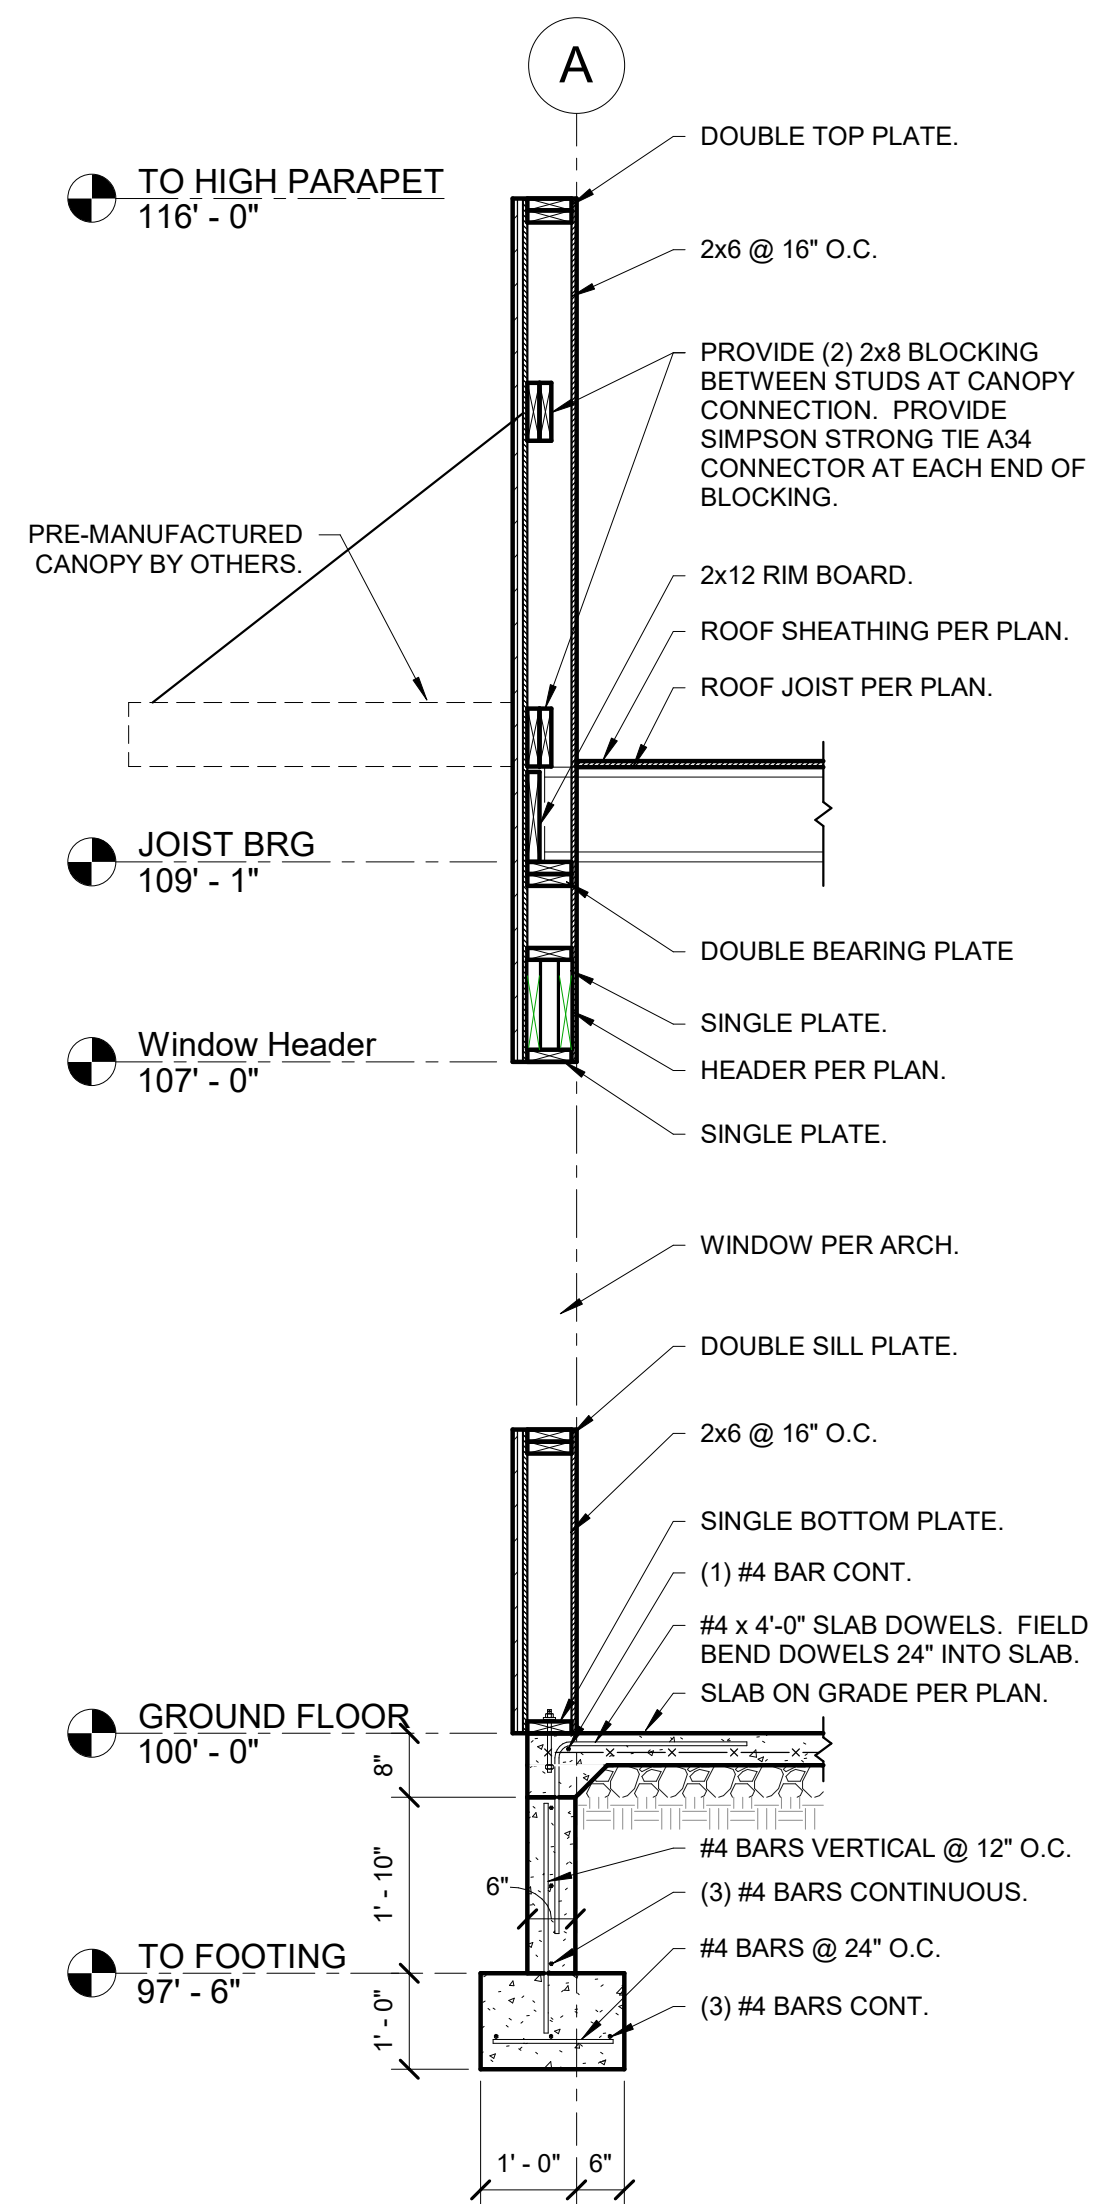 A
DOUBLE TOP PLATE.
TO HIGH PARAPET
116' - 0"
2x6 @ 16" O.C.
PROVIDE (2) 2x8 BLOCKING
BETWEEN STUDS AT CANOPY
CONNECTION.  PROVIDE
SIMPSON STRONG TIE A34
CONNECTOR AT EACH END OF
BLOCKING.
PRE-MANUFACTURED
CANOPY BY OTHERS.
2x12 RIM BOARD.
ROOF SHEATHING PER PLAN.
ROOF JOIST PER PLAN.
JOIST BRG
109' - 1"
DOUBLE BEARING PLATE
SINGLE PLATE.
Window Header
107' - 0"
HEADER PER PLAN.
SINGLE PLATE.
WINDOW PER ARCH.
DOUBLE SILL PLATE.
2x6 @ 16" O.C.
SINGLE BOTTOM PLATE.
(1) #4 BAR CONT.
#4 x 4'-0" SLAB DOWELS.  FIELD
BEND DOWELS 24" INTO SLAB.
SLAB ON GRADE PER PLAN.
GROUND FLOOR
100' - 0"
8"
1' - 10"
6"
#4 BARS VERTICAL @ 12" O.C.
(3) #4 BARS CONTINUOUS.
#4 BARS @ 24" O.C.
TO FOOTING
97' - 6"
(3) #4 BARS CONT.
1' - 0"
1' - 0"
6"